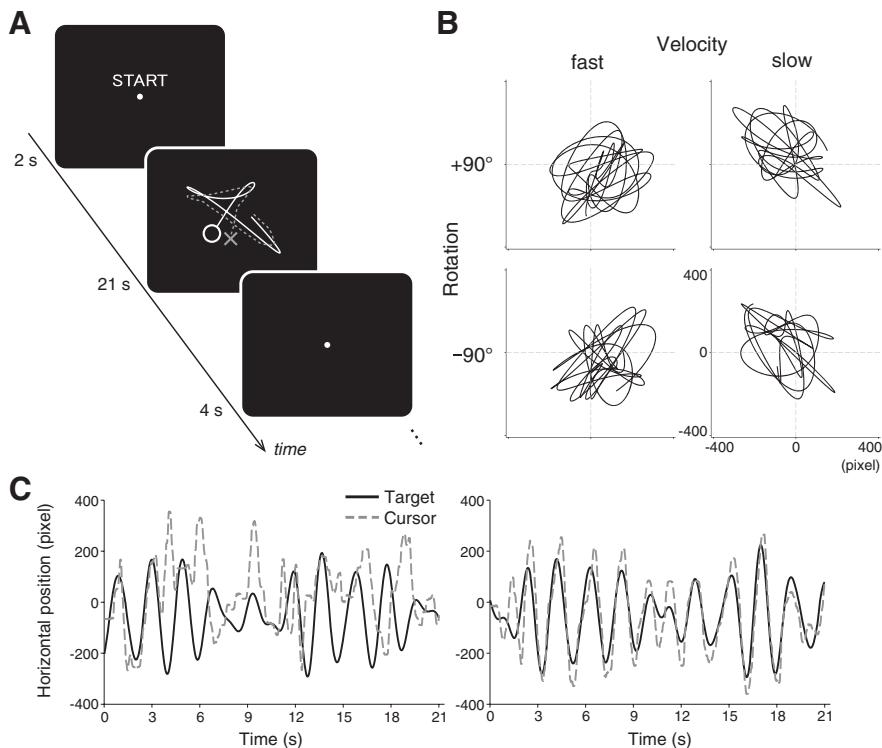 A
START
2 s
21 s
4 s
time
B
Velocity
fast slow
Rotation
+90°
−90°
400
0
-400
-400 0 400
(pixel)
C
Horizontal position (pixel)
Target
Cursor
400
200
0
-200
-400
0 3 6 9 12 15 18 21
Time (s)
400
200
0
-200
-400
0 3 6 9 12 15 18 21
Time (s)